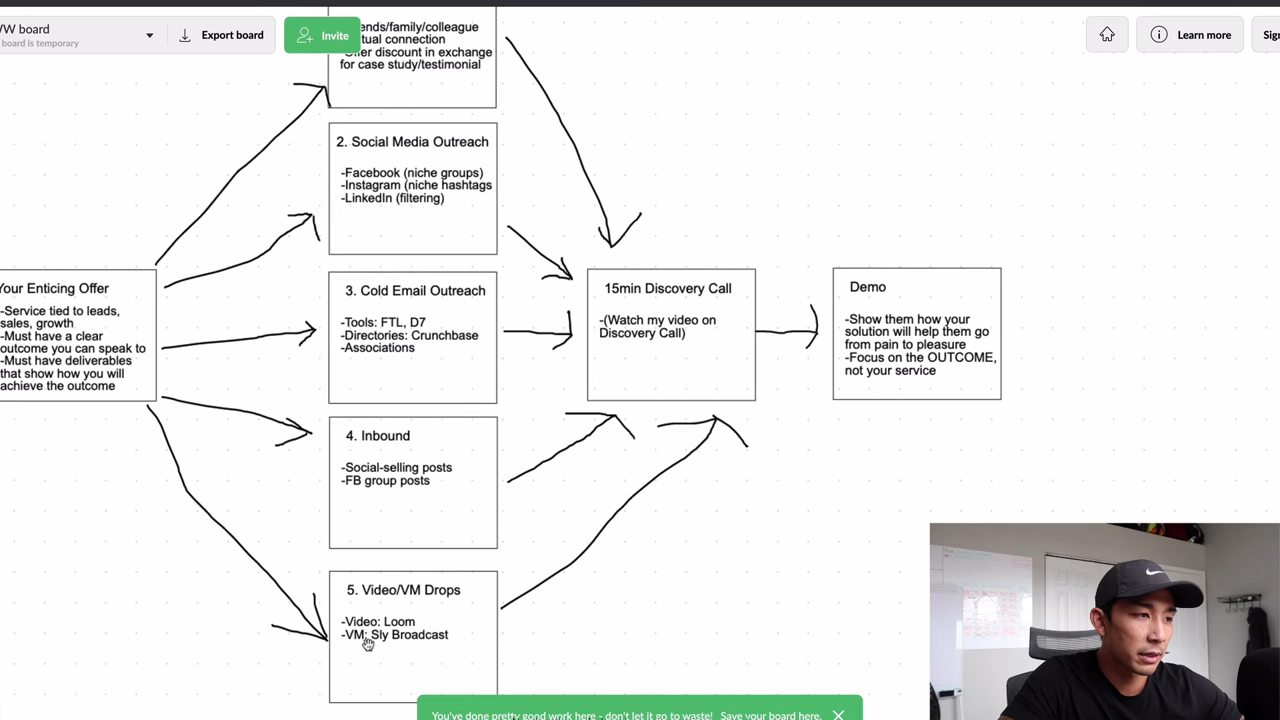 W board
board is temporary
Export board
Invite
Learn more
ends/family/colleague
tual connection
discount in exchange
for case study/testimonial
2. Social Media Outreach
-Facebook (niche groups)
-Instagram (niche hashtags
-LinkedIn (filtering)
Your Enticing Offer
-Service tied to leads,
sales, growth
-Must have a clear
outcome you can speak to
-Must have deliverables
that show how you will
achieve the outcome
3. Cold Email Outreach
-Tools: FTL, D7
-Directories: Crunchbase
-Associations
15min Discovery Call
-(Watch my video on
Discovery Call)
Demo
-Show them how your
solution will help them go
from pain to pleasure
-Focus on the OUTCOME,
not your service
4. Inbound
-Social-selling posts
-FB group posts
5. Video/VM Drops
-Video: Loom
-VM: Sly Broadcast
You've done pretty good work here - don't let it go to waste! Save your board here.